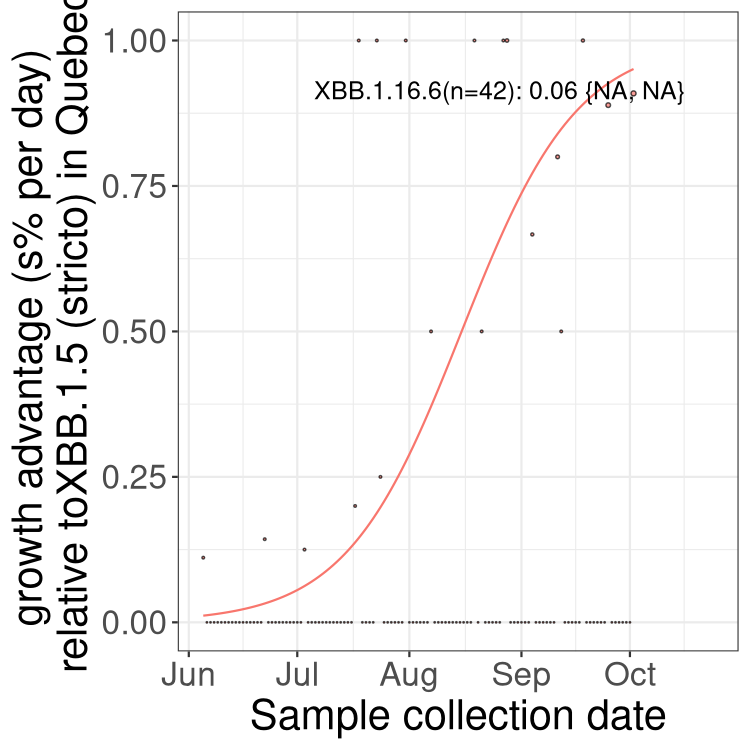 growth advantage (s% per day)
relative toXBB.1.5 (stricto) in Quebec
1.00
0.75
0.50
0.25
0.00
XBB.1.16.6(n=42): 0.06 {NA, NA}
Jun Jul Aug Sep Oct
Sample collection date